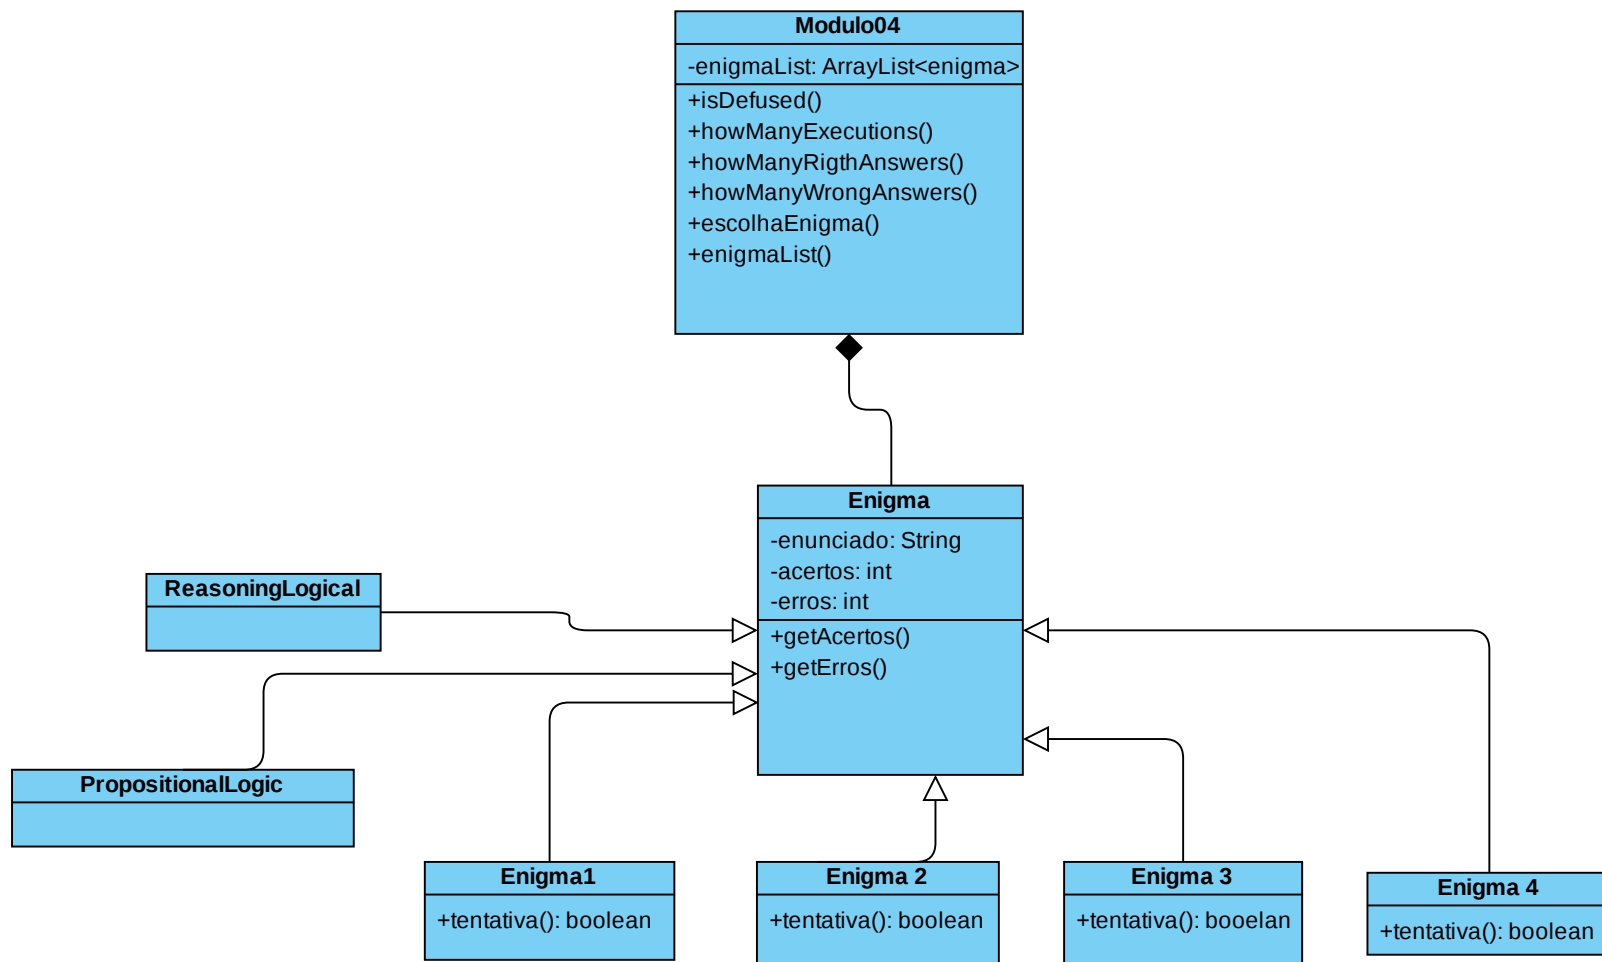 Modulo04
-enigmaList: ArrayList<enigma>
+isDefused()
+howManyExecutions()
+howManyRigthAnswers()
+howManyWrongAnswers()
+escolhaEnigma()
+enigmaList()
Enigma
-enunciado: String
-acertos: int
-erros: int
+getAcertos()
+getErros()
ReasoningLogical
PropositionalLogic
Enigma1
+tentativa(): boolean
Enigma 2
+tentativa(): boolean
Enigma 3
+tentativa(): booelan
Enigma 4
+tentativa(): boolean